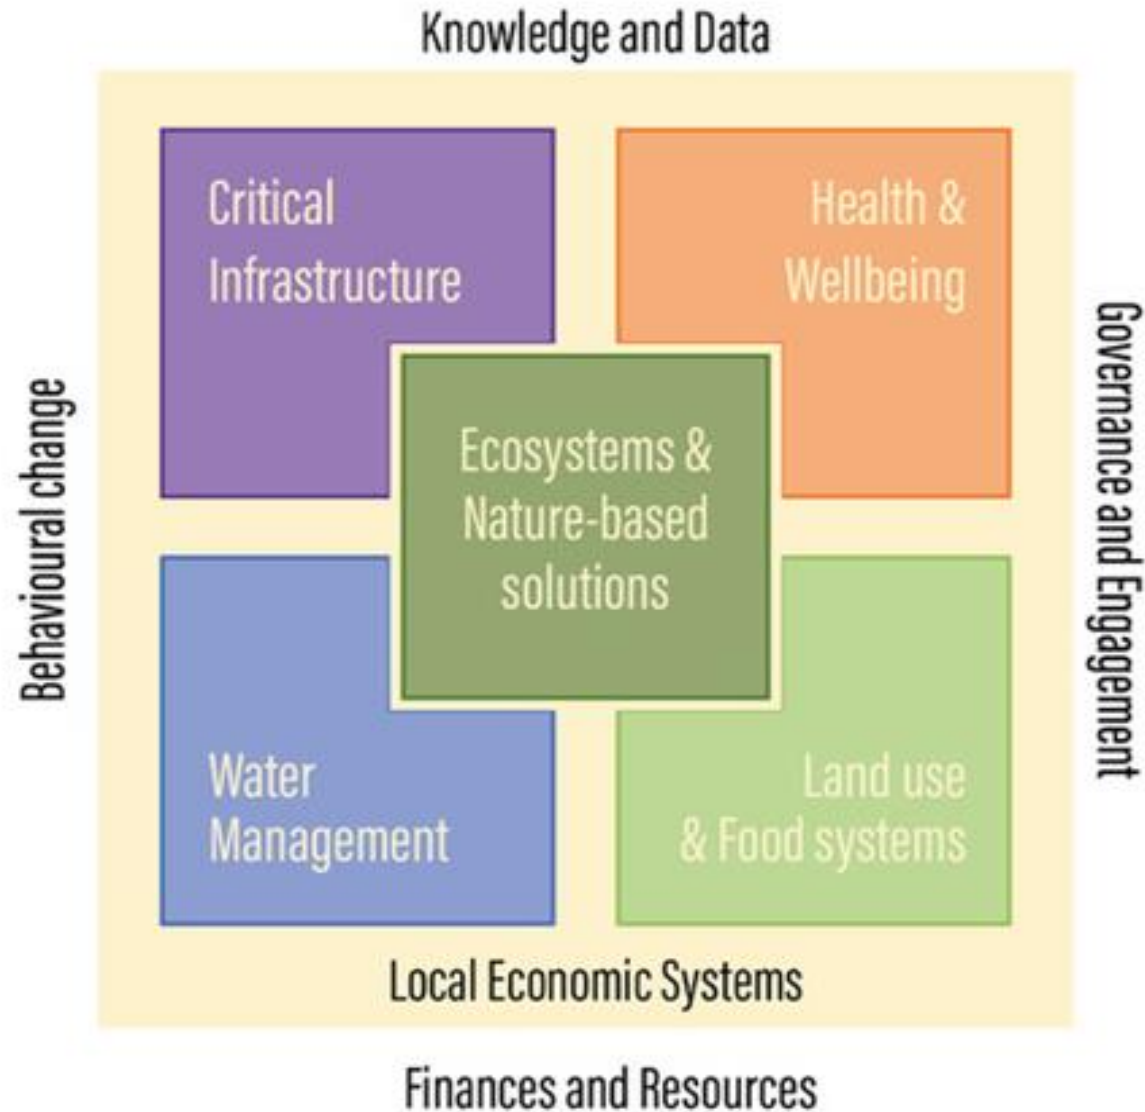 Knowledge and Data
Critical
Infrastructure
Health &
Wellbeing
Behavioural change
Ecosystems &
Nature-based
solutions
Governance and Engagement
Water
Management
Land use
& Food systems
Local Economic Systems
Finances and Resources